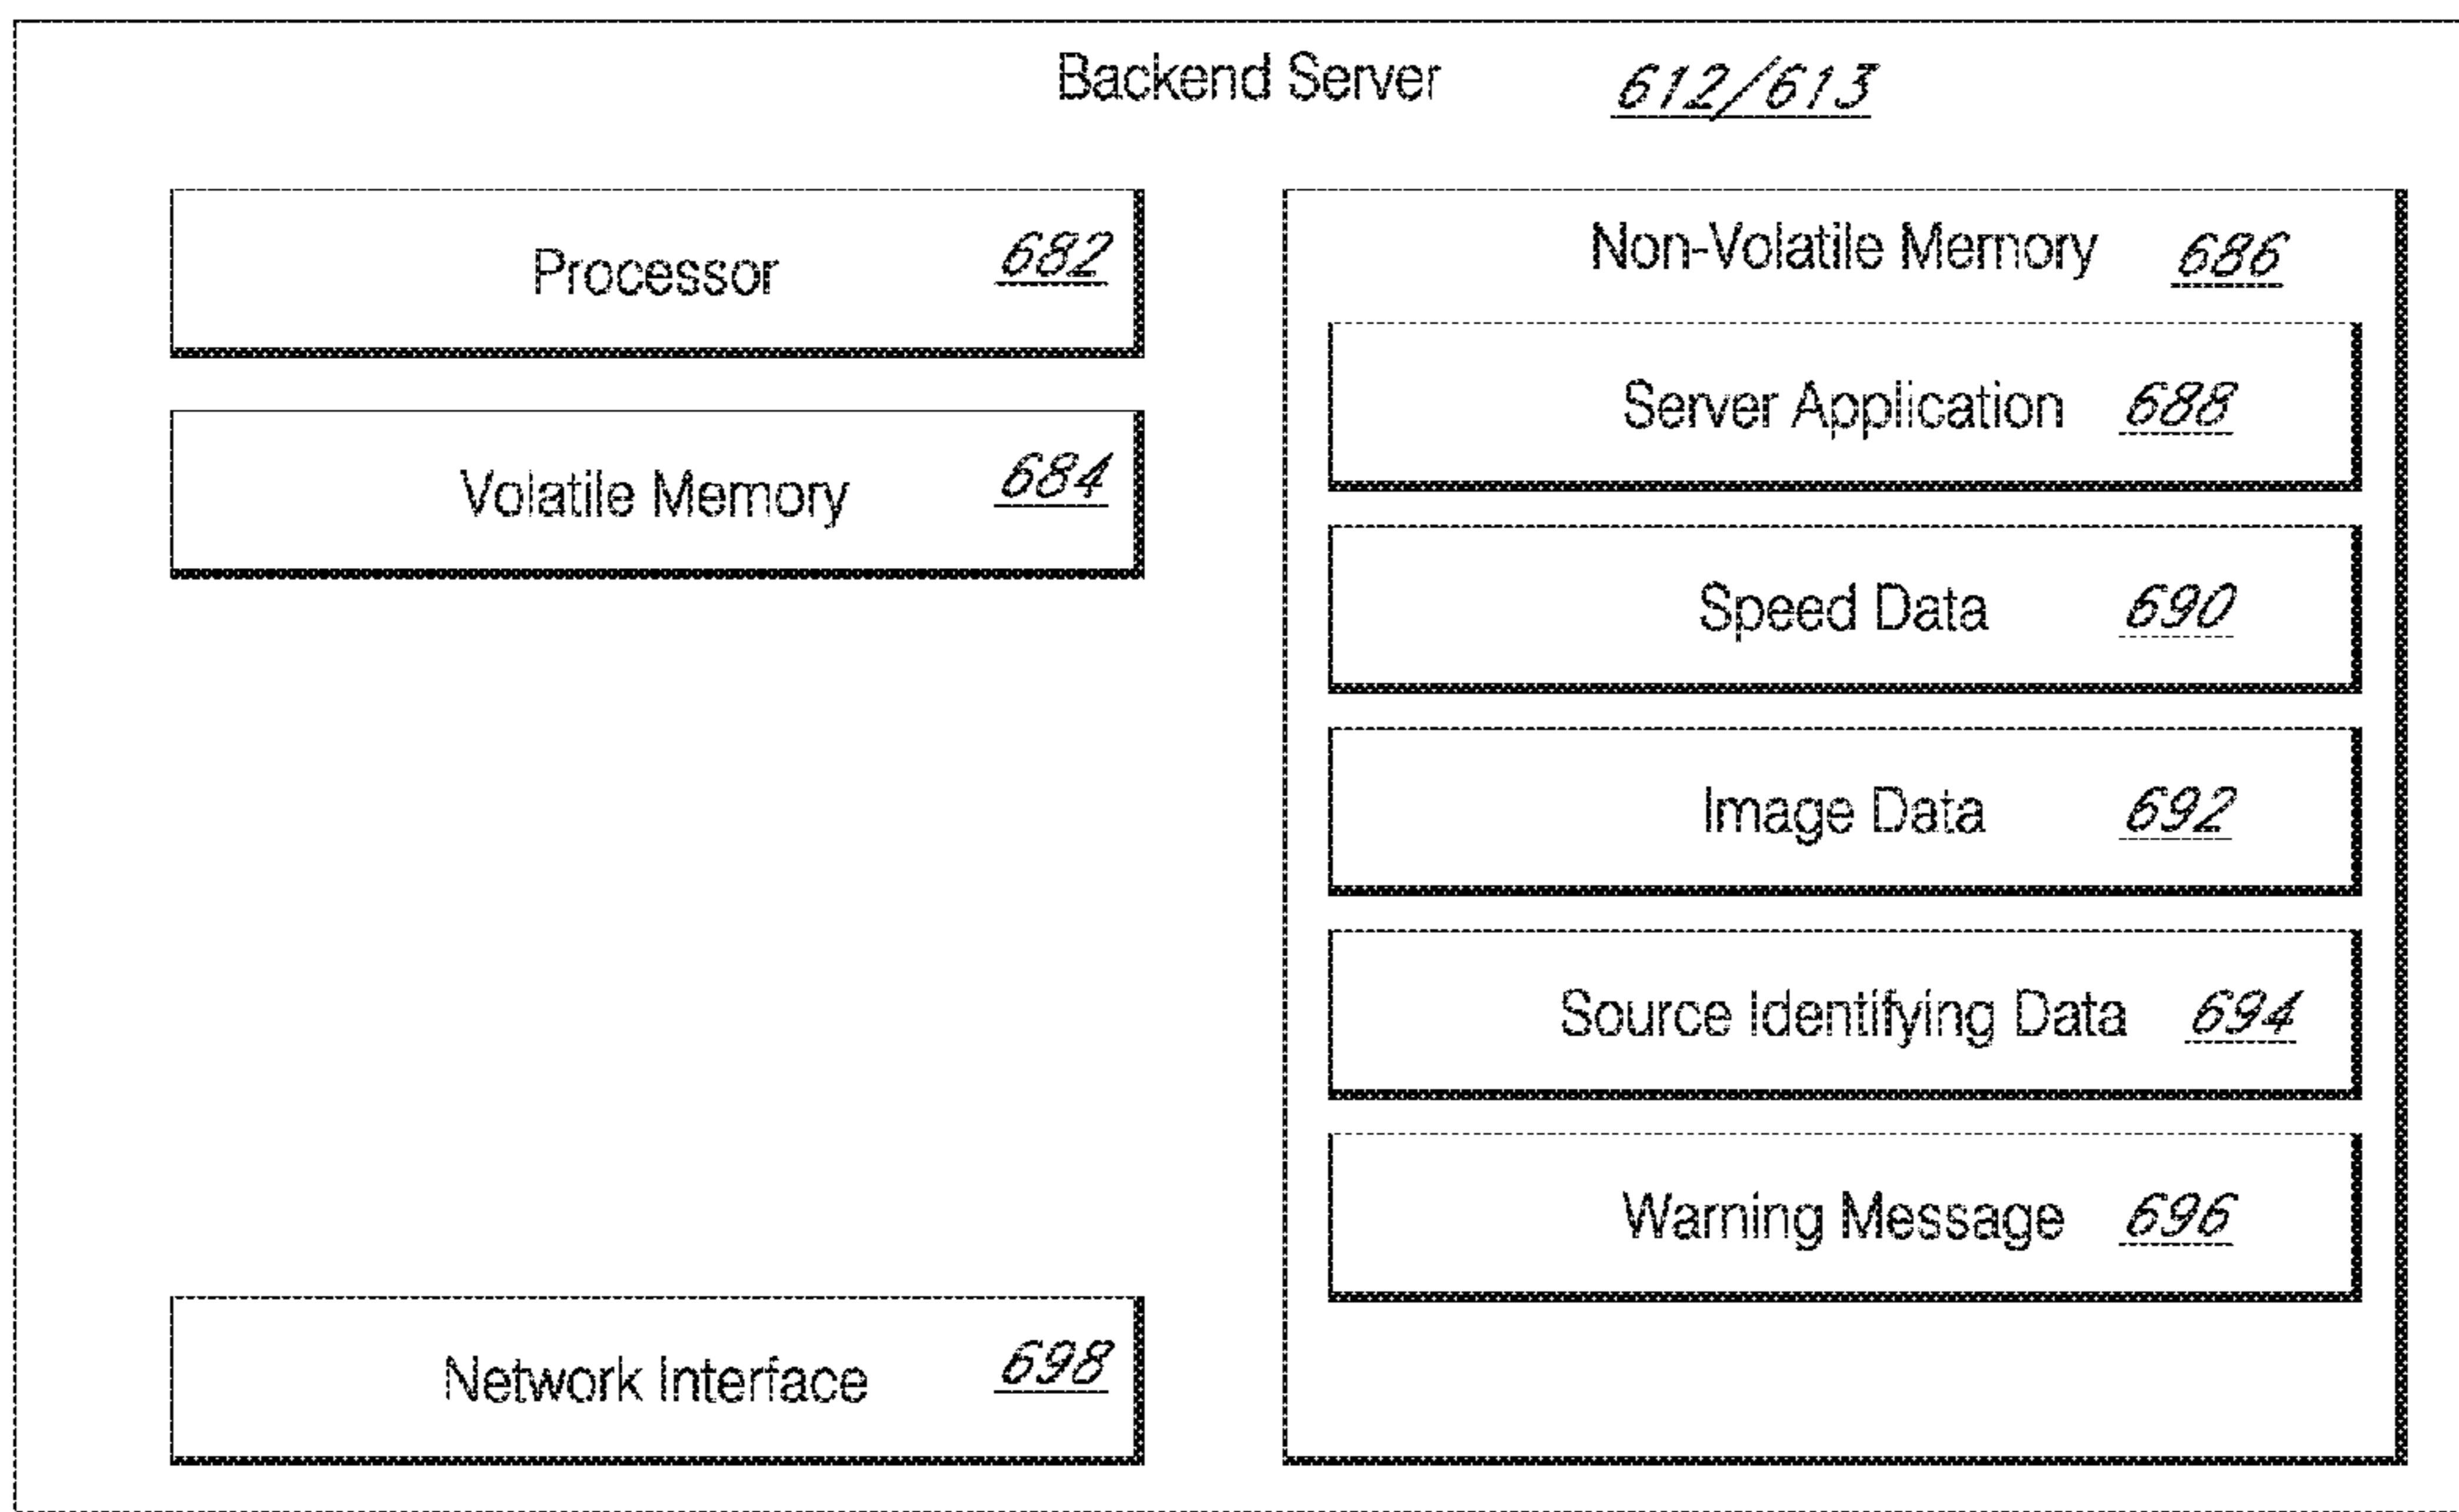 Backend Server 612/613
Processor 682
Volatile Memory 684
Network Interface 698
Non-Volatile Memory 686
Server Application 688
Speed Data 690
Image Data 692
Source Identifying Data 694
Warning Message 696